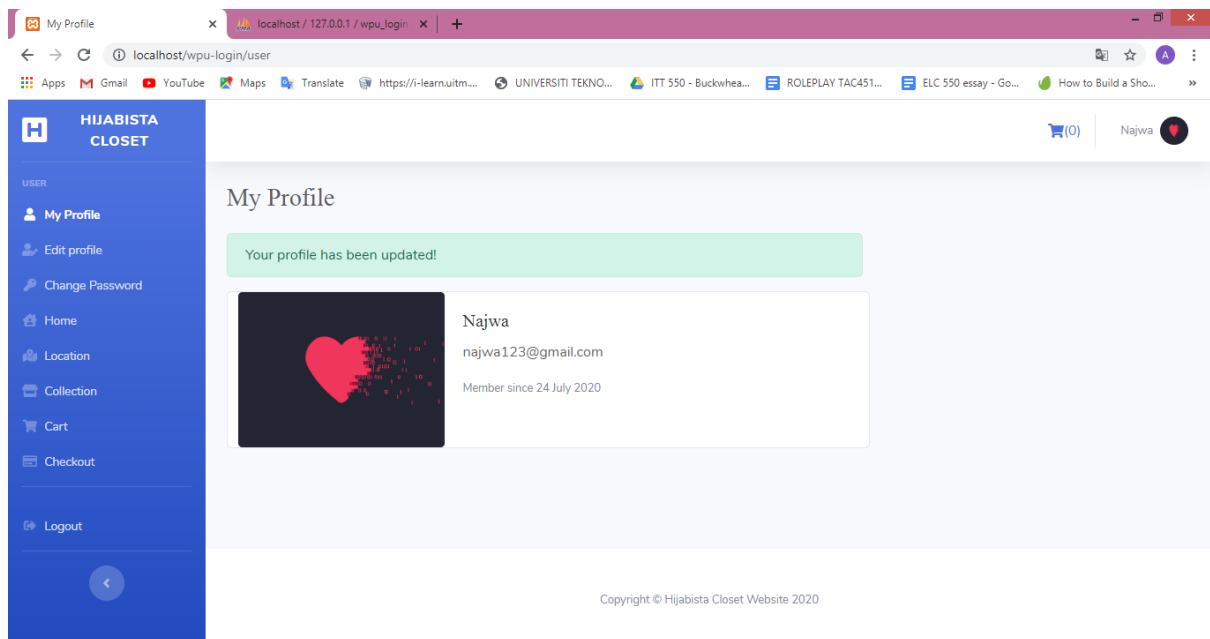 My Profile
localhost / 127.0.0.1 / wpu_login
localhost/wpu-login/user
A
Apps Gmail YouTube Maps Translate https://i-learn.uitm.... UNIVERSITI TEKNO... ITT 550 - Buckwhea... ROLEPLAY TAC451... ELC 550 essay - Go... How to Build a Sho... »
H HIJABISTA
CLOSET
(0) Najwa
USER
My Profile
Edit profile
Change Password
Home
Location
Collection
Cart
Checkout
Logout
My Profile
Your profile has been updated!
Najwa
najwa123@gmail.com
Member since 24 July 2020
Copyright © Hijabista Closet Website 2020